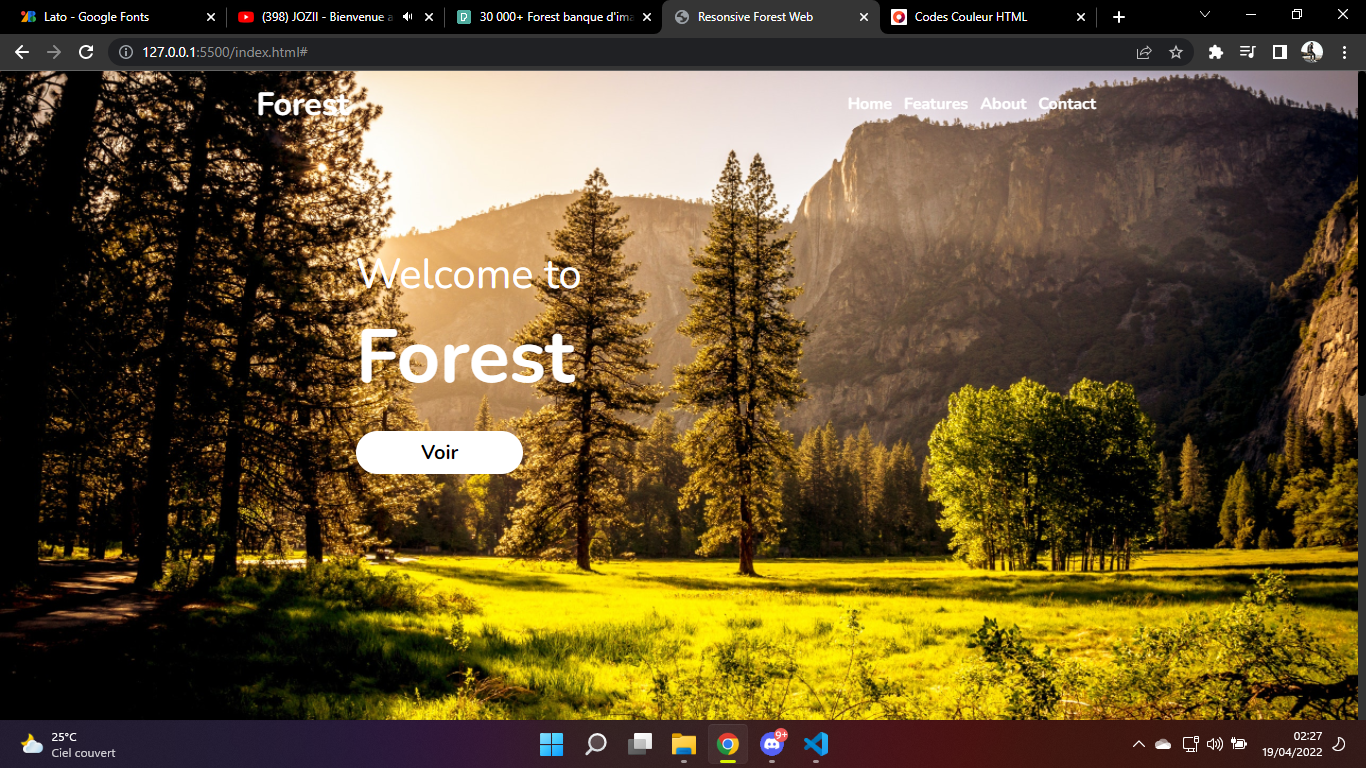 Lato - Google Fonts
(398) JOZII - Bienvenue a
30 000+ Forest banque d'ima
Resonsive Forest Web
Codes Couleur HTML
127.0.0.1:5500/index.html#
Forest
Home Features About Contact
Welcome to
Forest
Voir
25°C
Ciel couvert
9+
02:27
19/04/2022